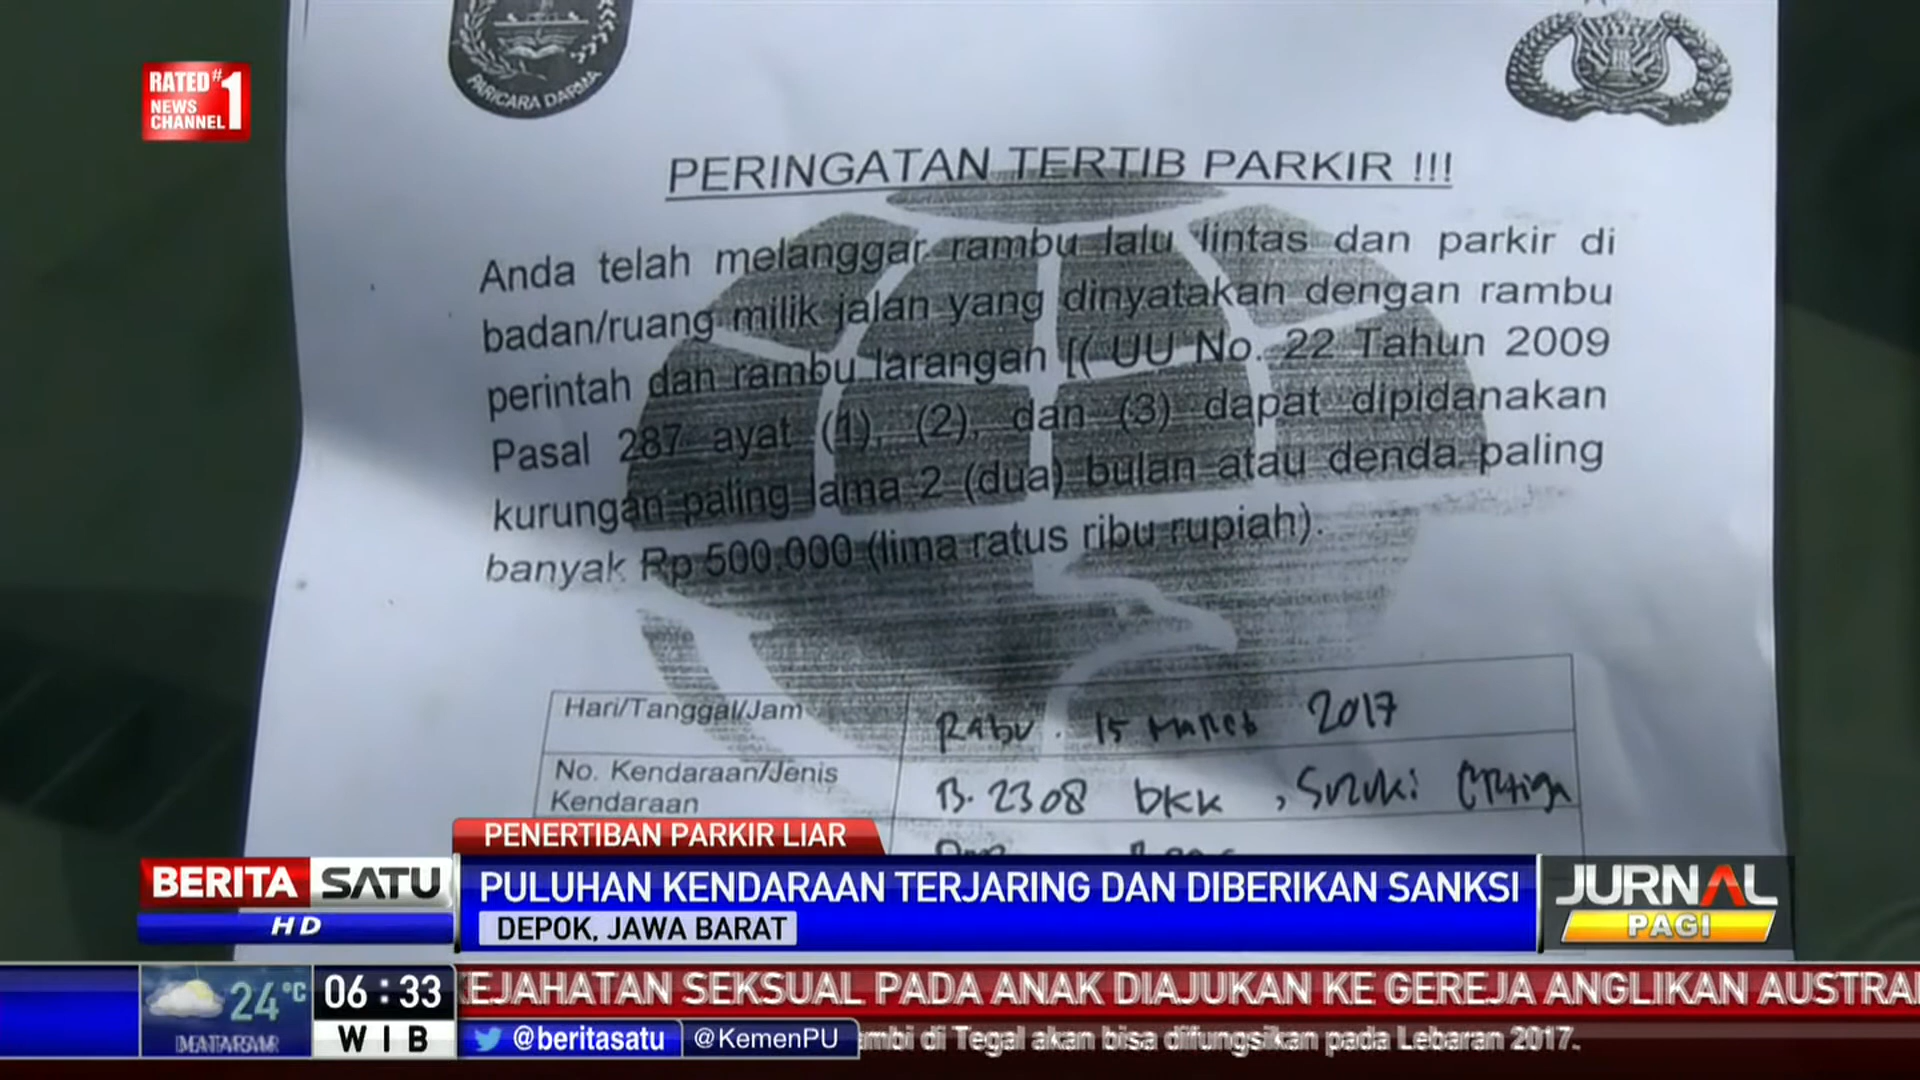 PARICARA DARMA
RATED #1
NEWS
CHANNEL
PERINGATAN TERTIB PARKIR !!!
Anda telah melanggar rambu lalu lintas dan parkir di
badan/ruang milik jalan yang dinyatakan dengan rambu
perintah dan rambu larangan [( UU No. 22 Tahun 2009
Pasal 287 ayat (1), (2), dan (3) dapat dipidanakan
kurungan paling lama 2 (dua) bulan atau denda paling
banyak Rp 500.000 (lima ratus ribu rupiah).
Hari/Tanggal/Jam Rabu. 15 Maret 2017
No. Kendaraan/Jenis
Kendaraan B. 2308 BKK , Suzuki Ertiga
PENERTIBAN PARKIR LIAR
BERITA SATU
HD
PULUHAN KENDARAAN TERJARING DAN DIBERIKAN SANKSI
DEPOK, JAWA BARAT
JURNAL
PAGI
24°C
06 : 33
WIB
KEJAHATAN SEKSUAL PADA ANAK DIAJUKAN KE GEREJA ANGLIKAN AUSTRAL
@beritasatu
@KemenPU
ambi di Tegal akan bisa difungsikan pada Lebaran 2017.